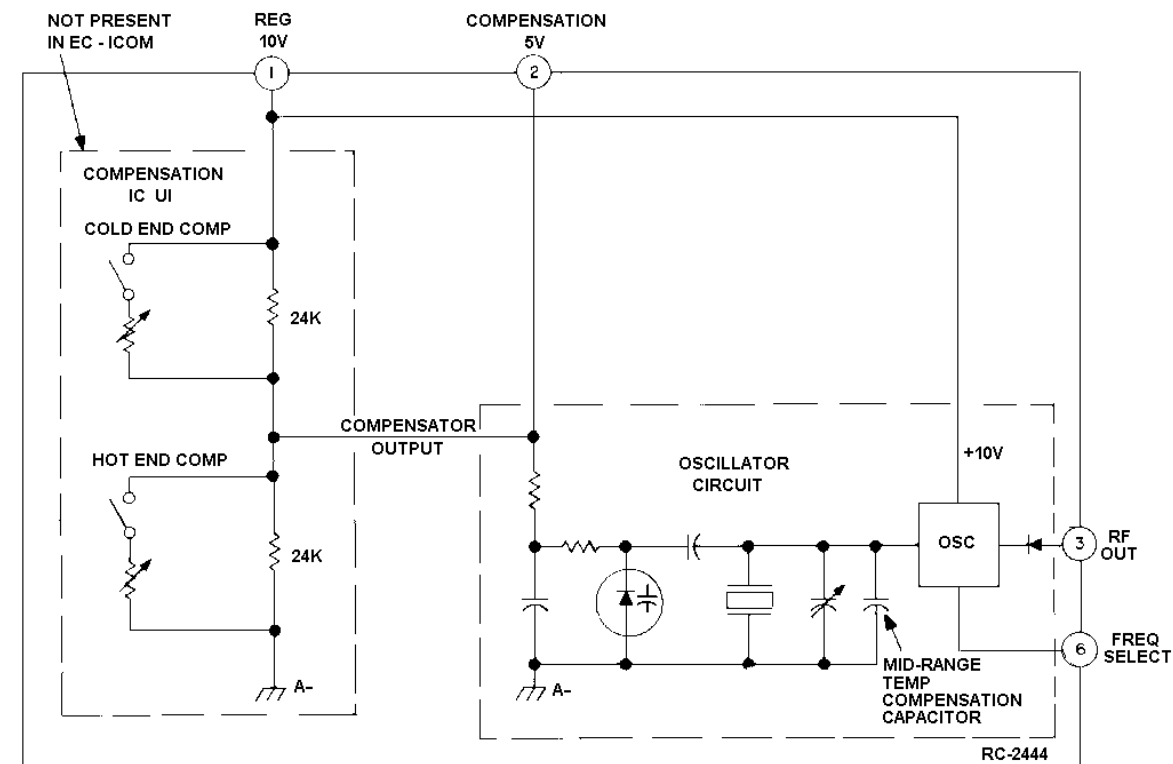 NOT PRESENT
IN EC - ICOM
REG
10V
COMPENSATION
5V
1
2
COMPENSATION
IC UI
COLD END COMP
24K
COMPENSATOR
OUTPUT
HOT END COMP
24K
A-
OSCILLATOR
CIRCUIT
+10V
OSC
3
RF
OUT
6
FREQ
SELECT
A-
MID-RANGE
TEMP
COMPENSATION
CAPACITOR
RC-2444